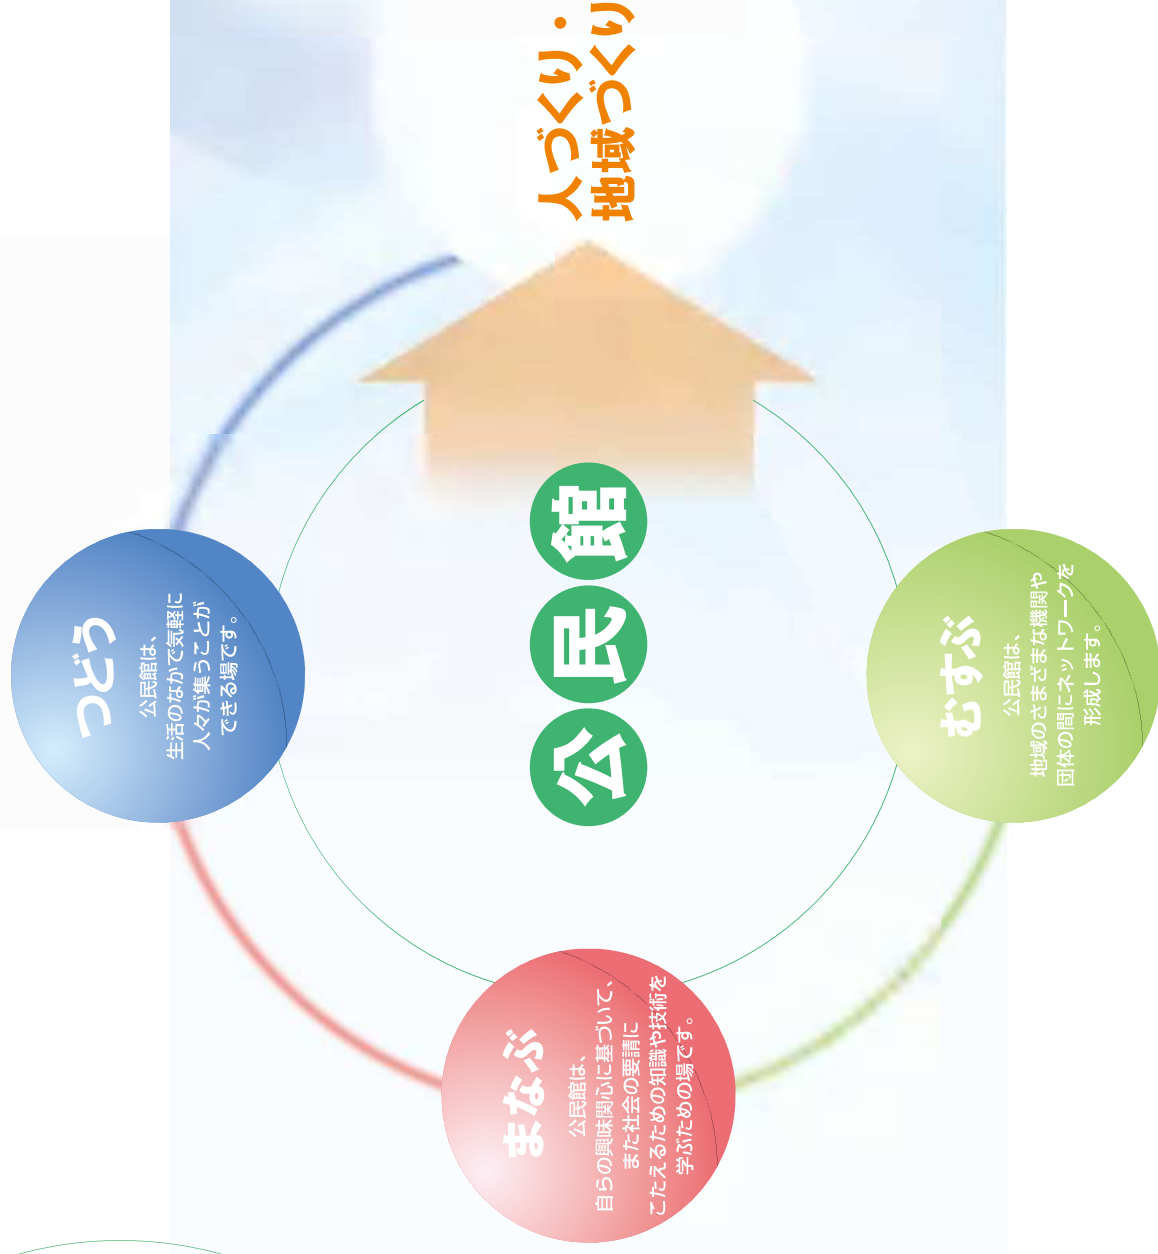 人づくり・
地域づくり
公民館
つどう
公民館は、
生活のなかで気軽に
人々が集うことが
できる場です。
まなぶ
公民館は、
自らの興味関心に基づいて、
また社会の要請に
こたえるための知識や技術を
学ぶための場です。
むすぶ
公民館は、
地域のさまざまな機関や
団体の間にネットワークを
形成します。